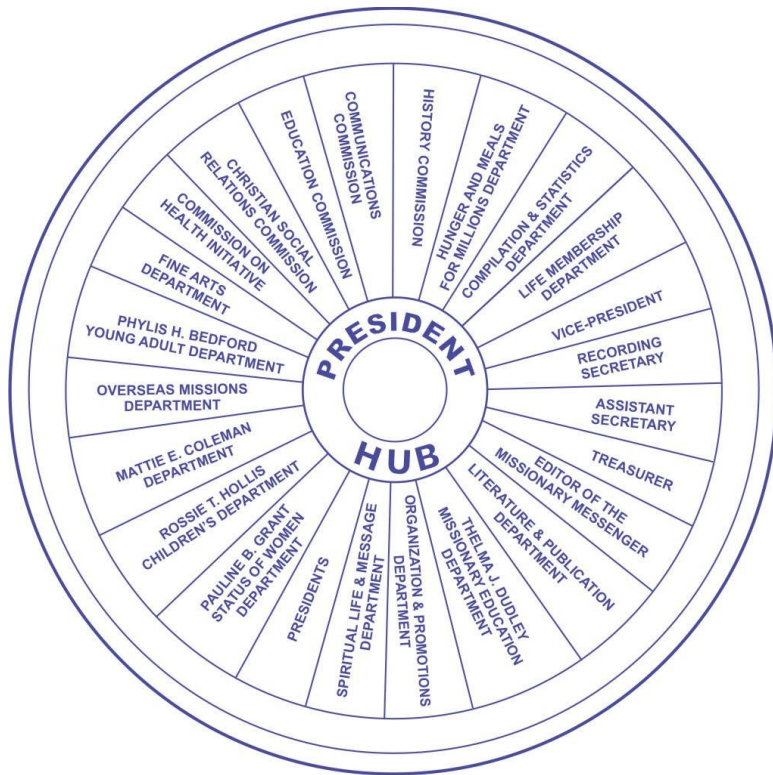 PRESIDENT
HUB
HISTORY COMMISSION
HUNGER AND MEALS
FOR MILLIONS DEPARTMENT
COMPILATION & STATISTICS
DEPARTMENT
LIFE MEMBERSHIP
DEPARTMENT
VICE-PRESIDENT
RECORDING
SECRETARY
ASSISTANT
SECRETARY
TREASURER
EDITOR OF THE
MISSIONARY MESSENGER
LITERATURE & PUBLICATION
DEPARTMENT
THELMA J. DUDLEY
MISSIONARY EDUCATION
DEPARTMENT
ORGANIZATION & PROMOTIONS
DEPARTMENT
SPIRITUAL LIFE & MESSAGE
DEPARTMENT
PRESIDENTS
PAULINE B. GRANT
STATUS OF WOMEN
DEPARTMENT
ROSSIE T. HOLLIS
CHILDREN'S DEPARTMENT
MATTIE E. COLEMAN
DEPARTMENT
OVERSEAS MISSIONS
DEPARTMENT
PHYLIS H. BEDFORD
YOUNG ADULT DEPARTMENT
FINE ARTS
DEPARTMENT
COMMISSION ON
HEALTH INITIATIVE
CHRISTIAN SOCIAL
RELATIONS COMMISSION
EDUCATION COMMISSION
COMMUNICATIONS
COMMISSION